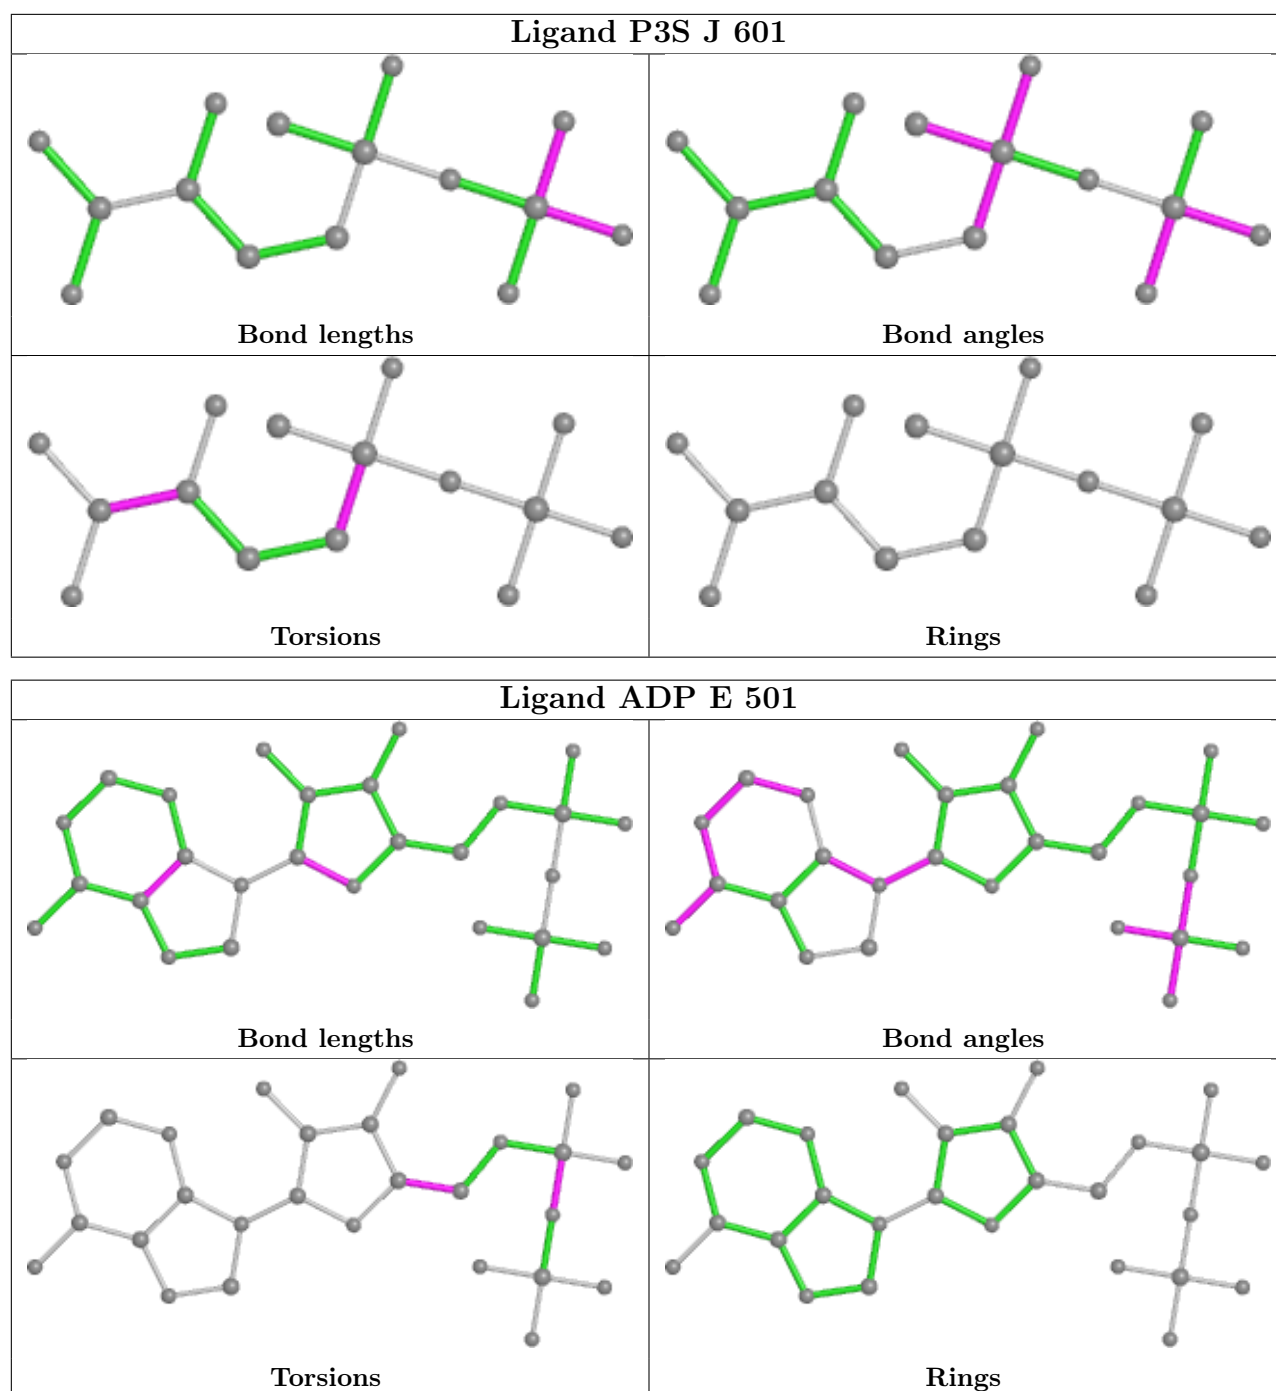 Ligand P3S J 601
Bond lengths
Bond angles
Torsions
Rings
Ligand ADP E 501
Bond lengths
Bond angles
Torsions
Rings